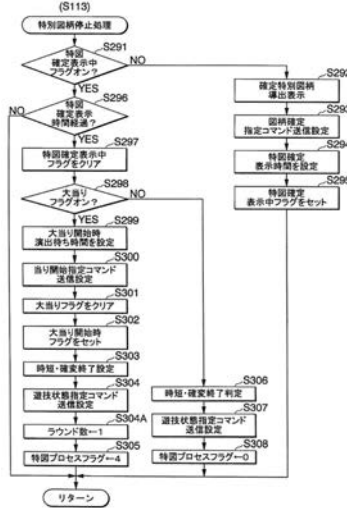 (S113)
特別図柄停止処理
S291
特図
確定表示中
フラグオン?
NO
YES
S292
確定特別図柄
導出表示
S293
図柄確定
指定コマンド送信設定
S294
特図確定
表示時間を設定
S295
特図確定
表示中フラグをセット
S296
NO
特図
確定表示
時間経過?
YES
S297
特図確定表示中
フラグをクリア
S298
大当り
フラグオン?
NO
YES
S299
大当り開始時
演出待ち時間を設定
S300
当り開始指定コマンド
送信設定
S301
大当りフラグをクリア
S302
大当り開始時
フラグをセット
S303
時短・確変終了設定
S304
遊技状態指定コマンド
送信設定
S304A
ラウンド数←1
S305
特図プロセスフラグ←4
S306
時短・確変終了判定
S307
遊技状態指定コマンド
送信設定
S308
特図プロセスフラグ←0
リターン